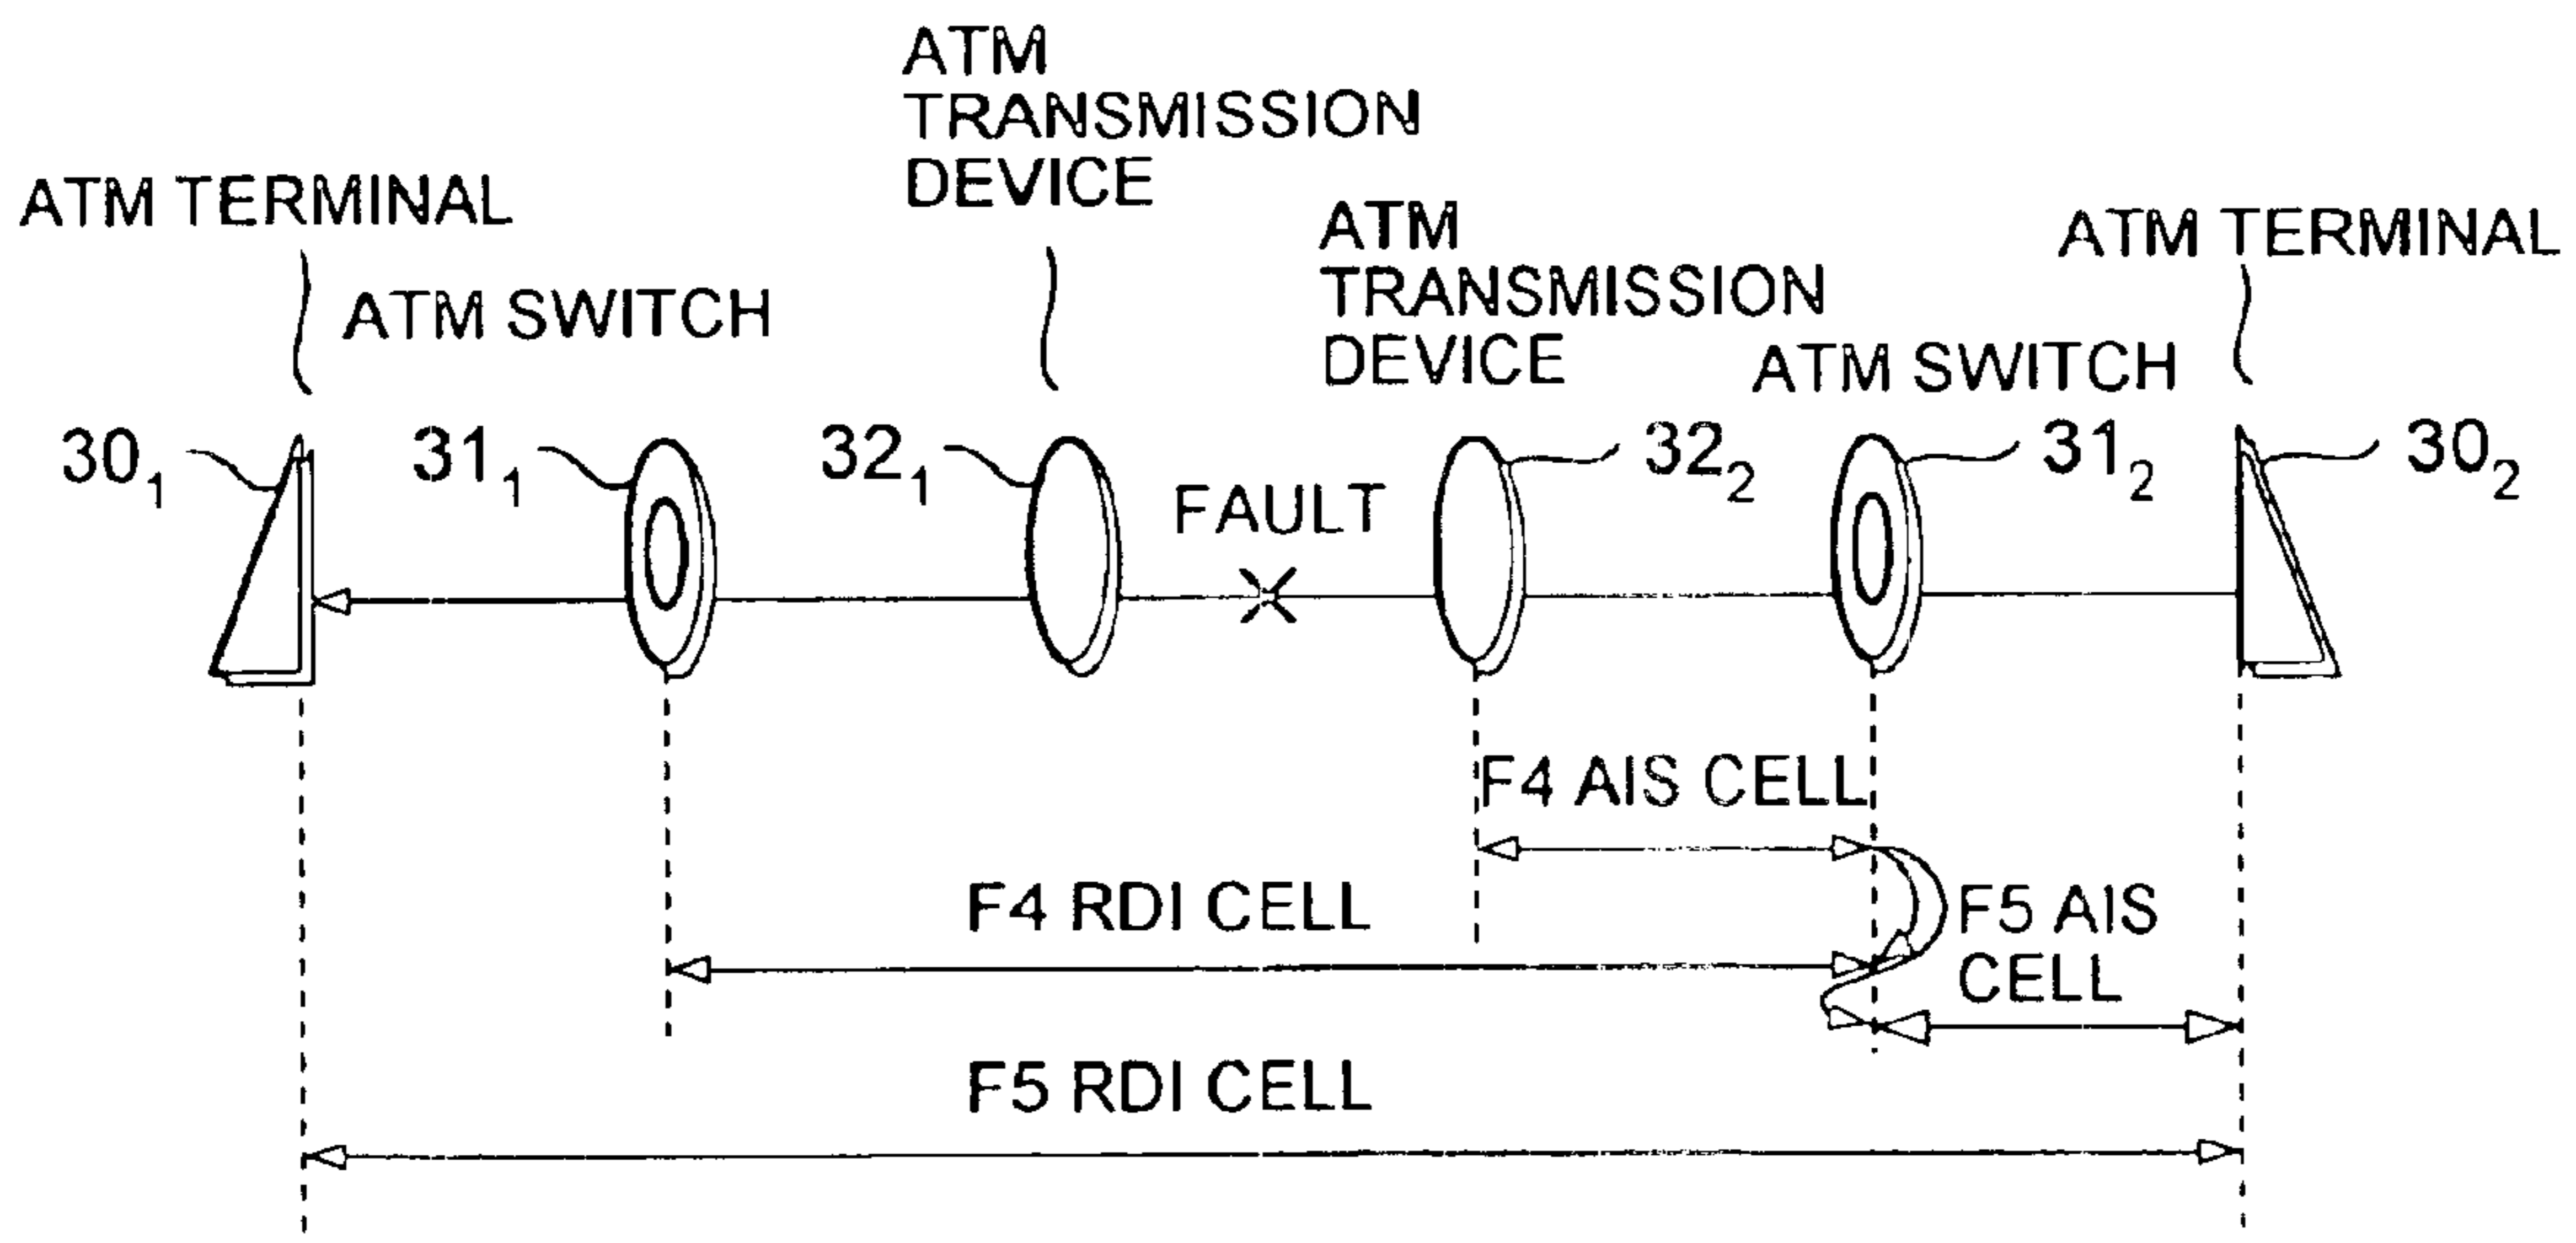 ATM
TRANSMISSION
DEVICE
ATM TERMINAL
ATM SWITCH
ATM
TRANSMISSION
DEVICE
ATM SWITCH
ATM TERMINAL
30₁
31₁
32₁
FAULT
32₂
31₂
30₂
F4 AIS CELL
F4 RDI CELL
F5 AIS
CELL
F5 RDI CELL